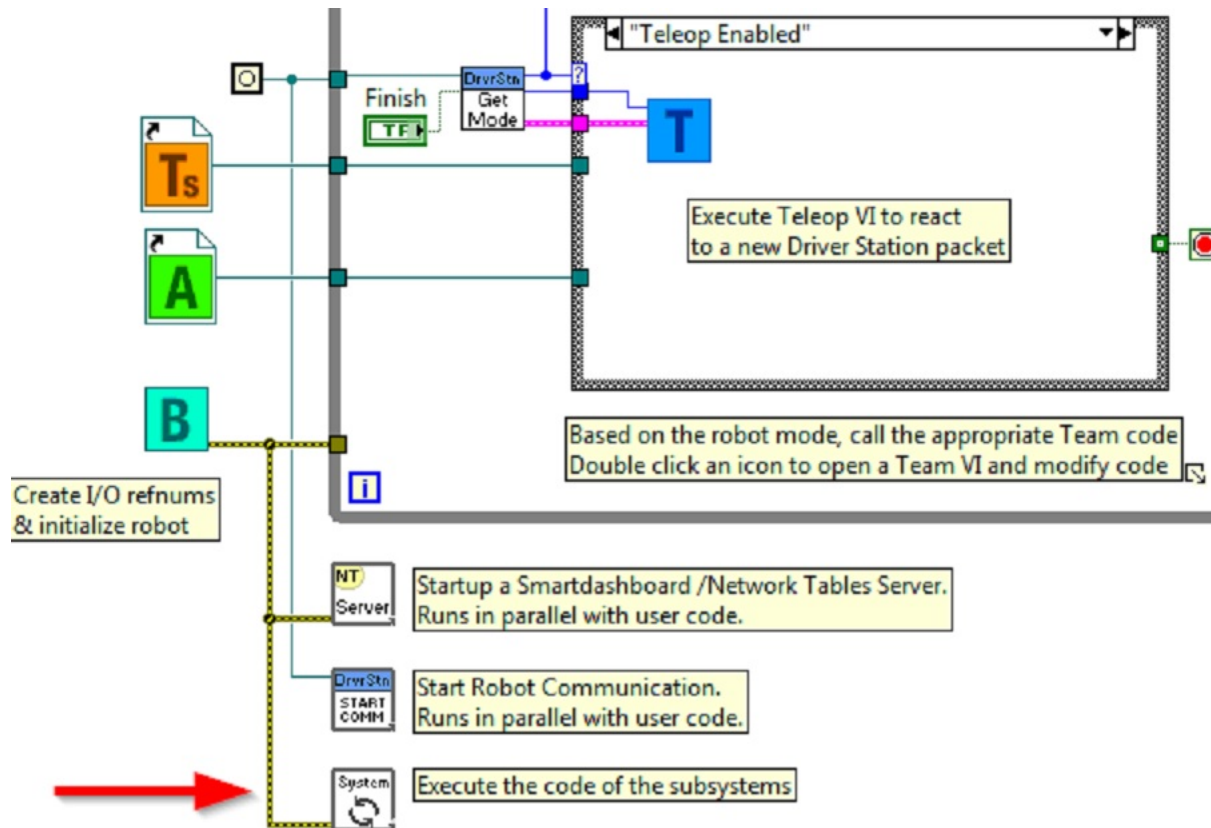 "Teleop Enabled"
DrvrStn
Get
Mode
?
Finish
TF
T
Ts
Execute Teleop VI to react
to a new Driver Station packet
A
B
Based on the robot mode, call the appropriate Team code
Double click an icon to open a Team VI and modify code
i
Create I/O refnums
& initialize robot
NT
Server
Startup a Smartdashboard /Network Tables Server.
Runs in parallel with user code.
DrvrStn
START
COMM
Start Robot Communication.
Runs in parallel with user code.
System
Execute the code of the subsystems